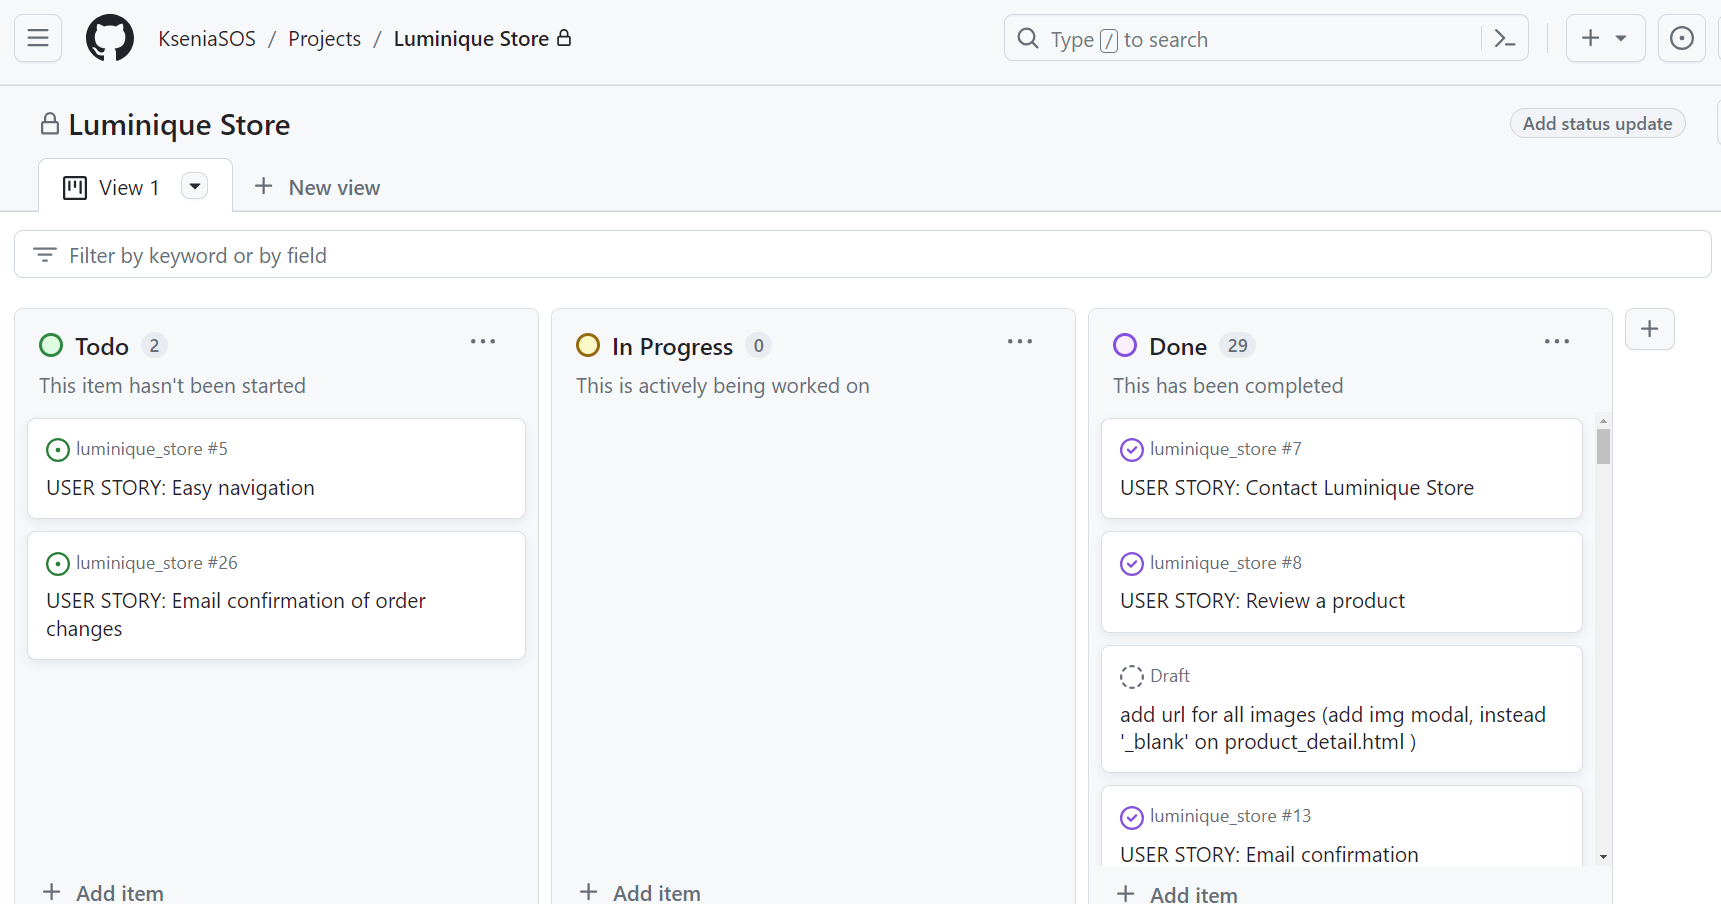 KseniaSOS / Projects / Luminique Store
Type / to search
Luminique Store
Add status update
View 1
New view
Filter by keyword or by field
Todo 2
This item hasn't been started
luminique_store #5
USER STORY: Easy navigation
luminique_store #26
USER STORY: Email confirmation of order
changes
Add item
In Progress 0
This is actively being worked on
Add item
Done 29
This has been completed
luminique_store #7
USER STORY: Contact Luminique Store
luminique_store #8
USER STORY: Review a product
Draft
add url for all images (add img modal, instead
'_blank' on product_detail.html )
luminique_store #13
USER STORY: Email confirmation
Add item